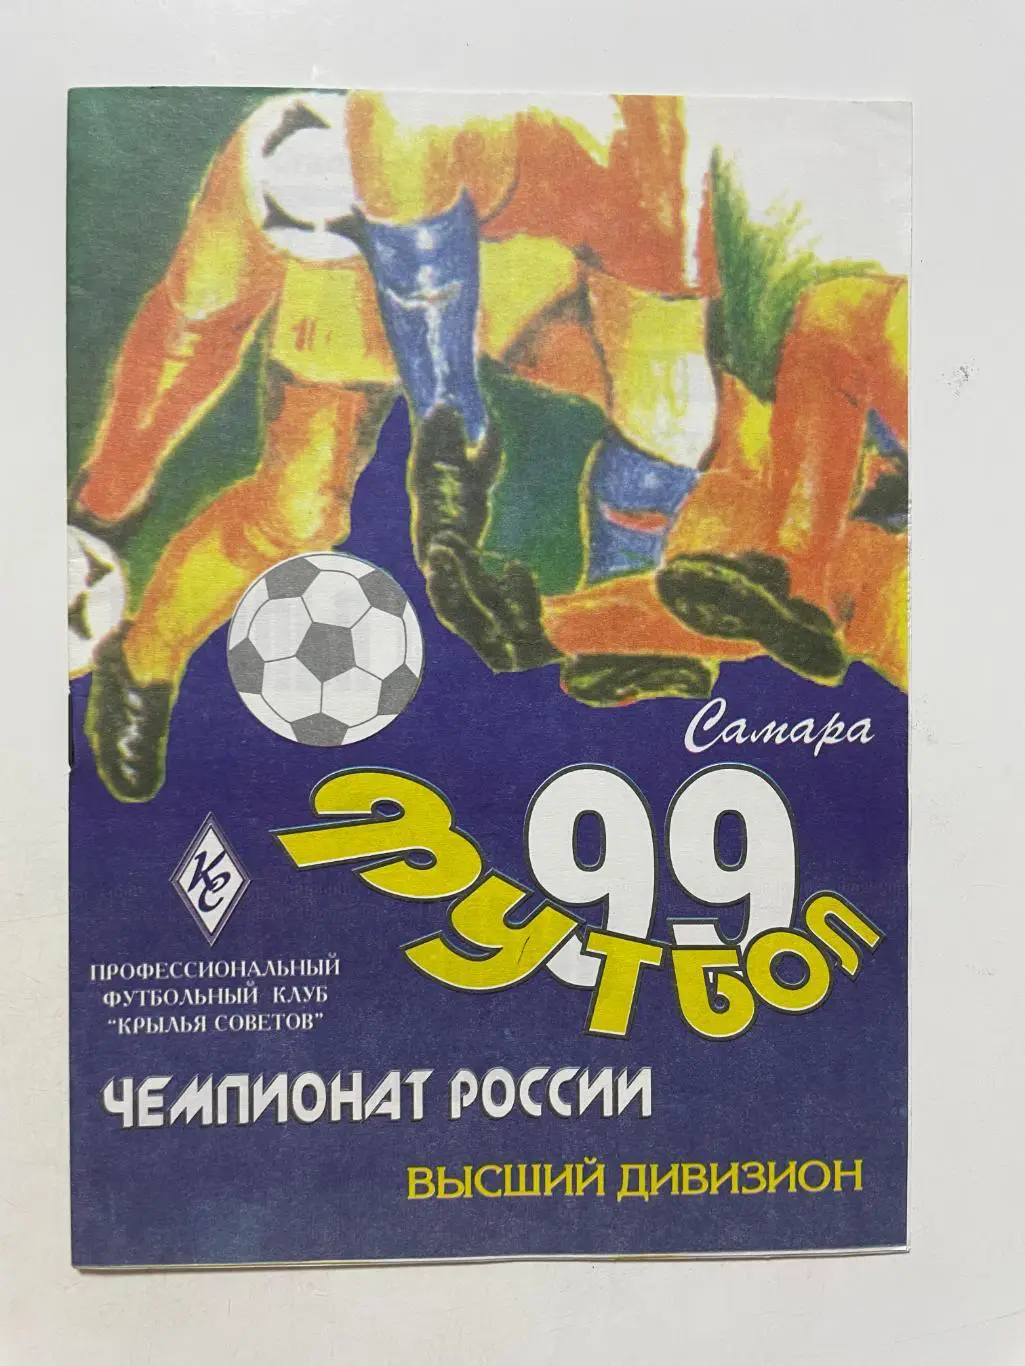 Самара
99
Футбол
КС
ПРОФЕССИОНАЛЬНЫЙ
ФУТБОЛЬНЫЙ КЛУБ
"КРЫЛЬЯ СОВЕТОВ"
ЧЕМПИОНАТ РОССИИ
ВЫСШИЙ ДИВИЗИОН